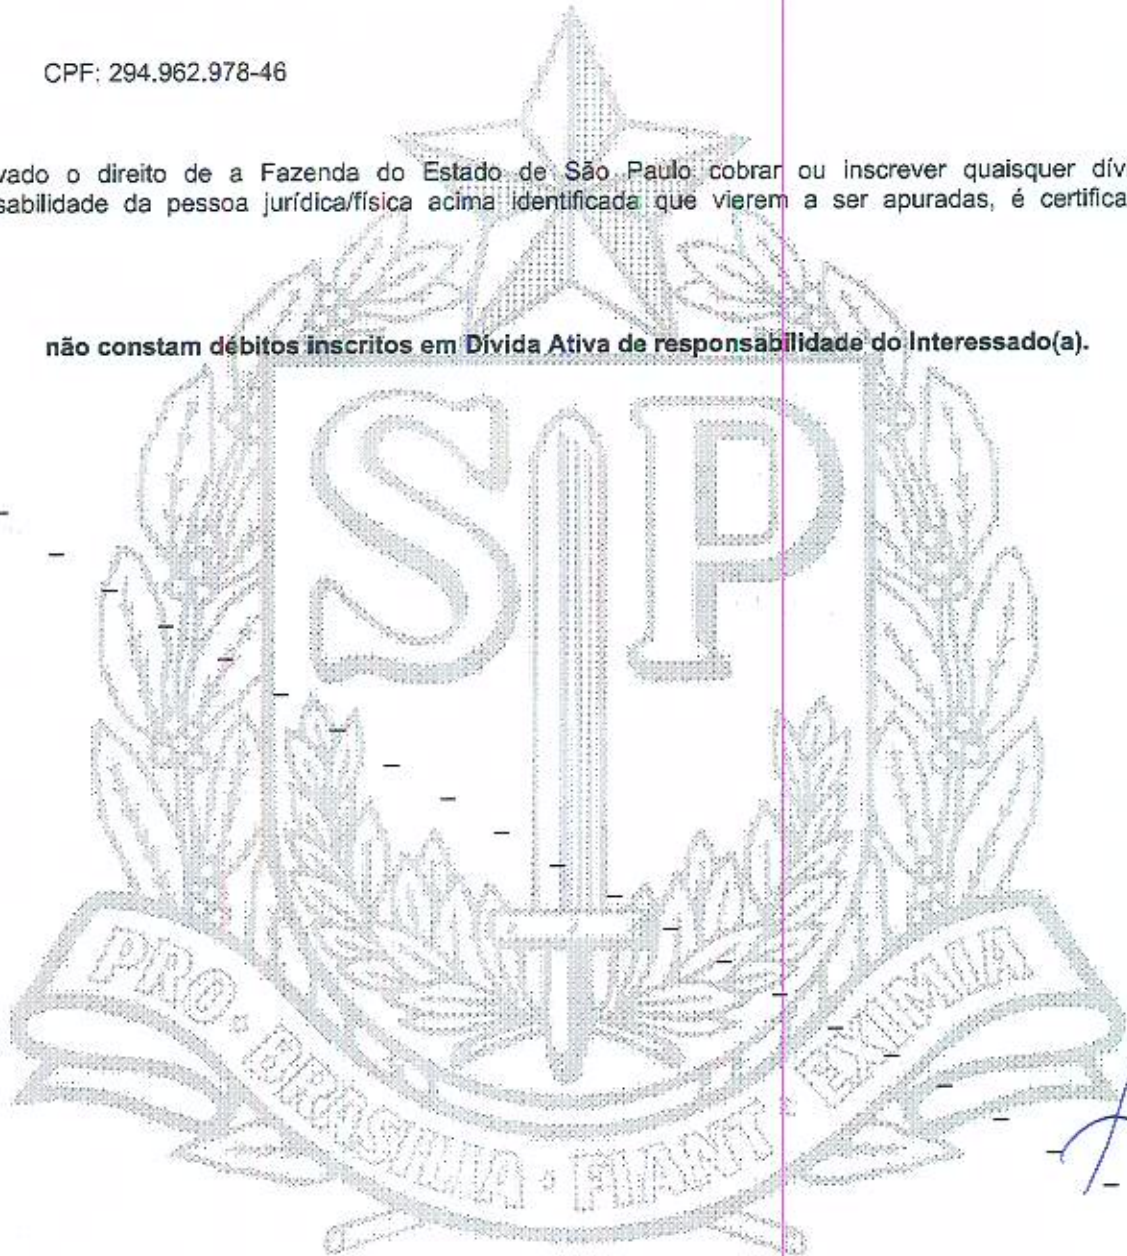 CPF: 294.962.978-46
vado o direito de a Fazenda do Estado de São Paulo cobrar ou inscrever quaisquer dív
sabilidade da pessoa jurídica/física acima identificada que vierem a ser apuradas, é certifica
não constam débitos inscritos em Dívida Ativa de responsabilidade do Interessado(a).
SP
PRO BRASILIA FIANT EXIMIA